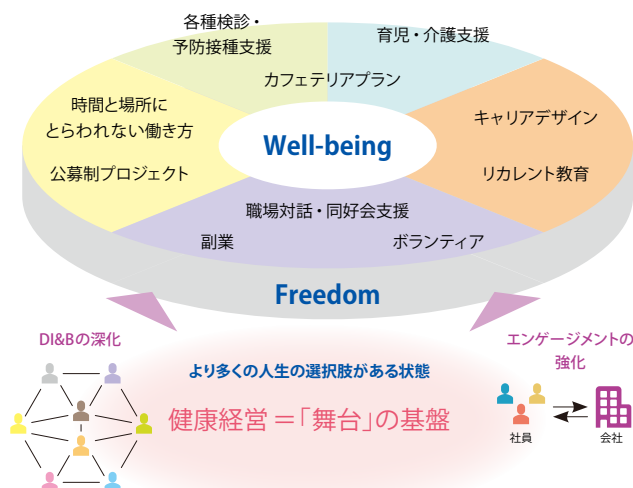 各種検診・
予防接種支援
育児・介護支援
カフェテリアプラン
時間と場所に
とらわれない働き方
キャリアデザイン
Well-being
公募制プロジェクト
リカレント教育
職場対話・同好会支援
副業
ボランティア
Freedom
DI&Bの深化
エンゲージメントの
強化
より多くの人生の選択肢がある状態
健康経営＝「舞台」の基盤
社員
会社